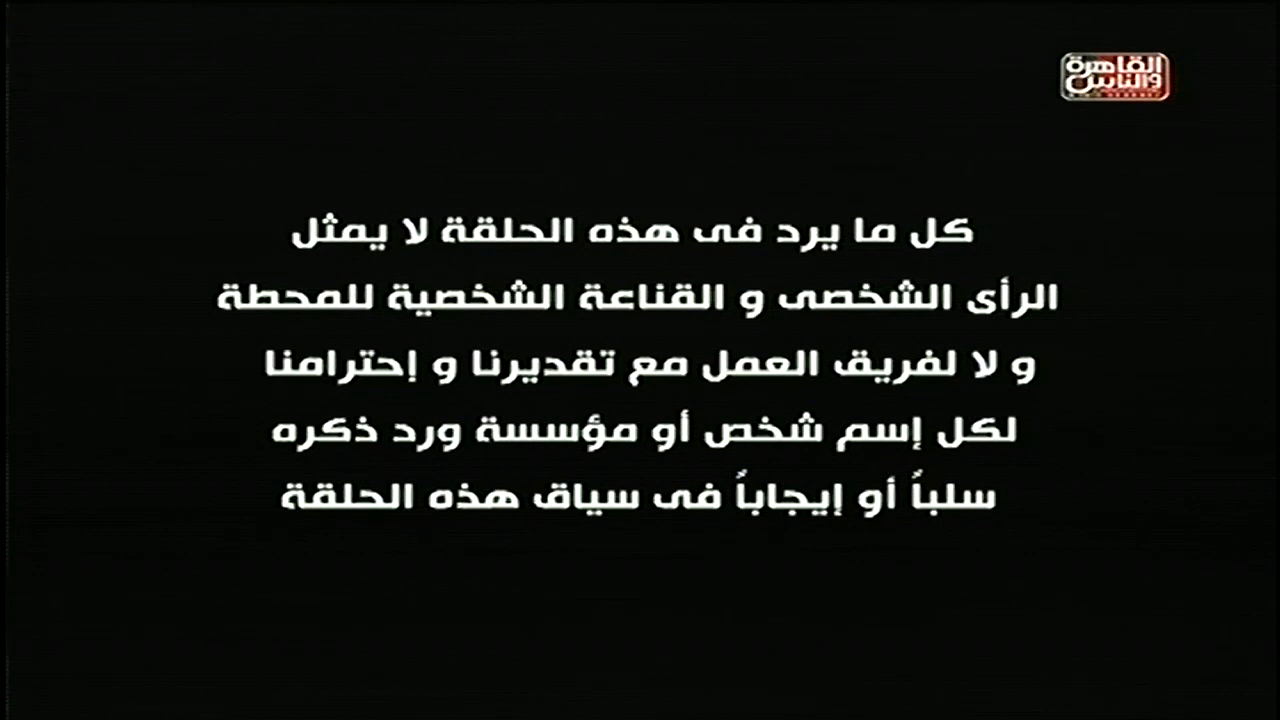 القاهرة
والناس
كل ما يرد فى هذه الحلقة لا يمثل
الرأى الشخصى و القناعة الشخصية للمحطة
و لا لفريق العمل مع تقديرنا و إحترامنا
لكل إسم شخص أو مؤسسة ورد ذكره
سلباً أو إيجاباً فى سياق هذه الحلقة